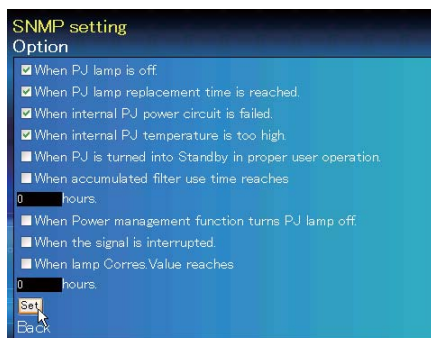 SNMP setting
Option
When PJ lamp is off.
When PJ lamp replacement time is reached.
When internal PJ power circuit is failed.
When internal PJ temperature is too high.
When PJ is turned into Standby in proper user operation.
When accumulated filter use time reaches
0 hours.
When Power management function turns PJ lamp off.
When the signal is interrupted.
When lamp Corres.Value reaches
0 hours.
Set
Back